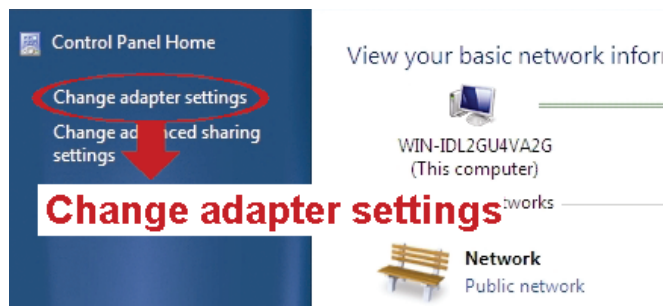 Control Panel Home
Change adapter settings
Change advanced sharing
settings
Change adapter settings
View your basic network infor
WIN-IDL2GU4VA2G
(This computer)
tworks
Network
Public network